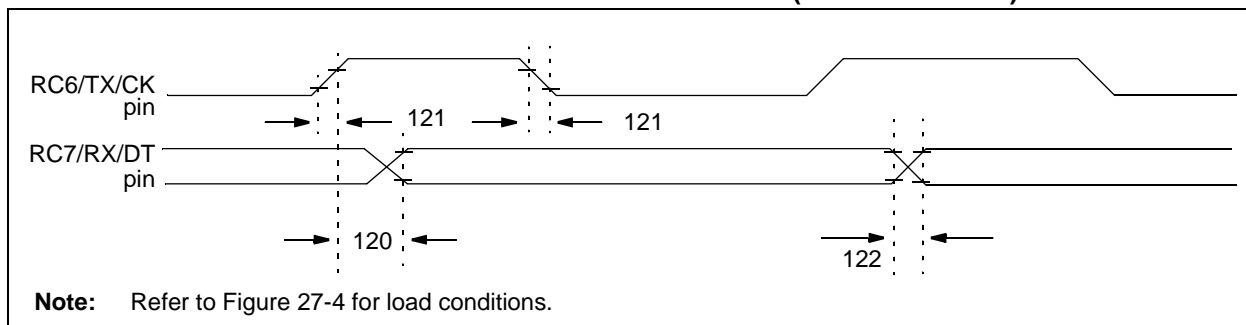 RC6/TX/CK
pin
121
121
RC7/RX/DT
pin
120
122
Note: Refer to Figure 27-4 for load conditions.